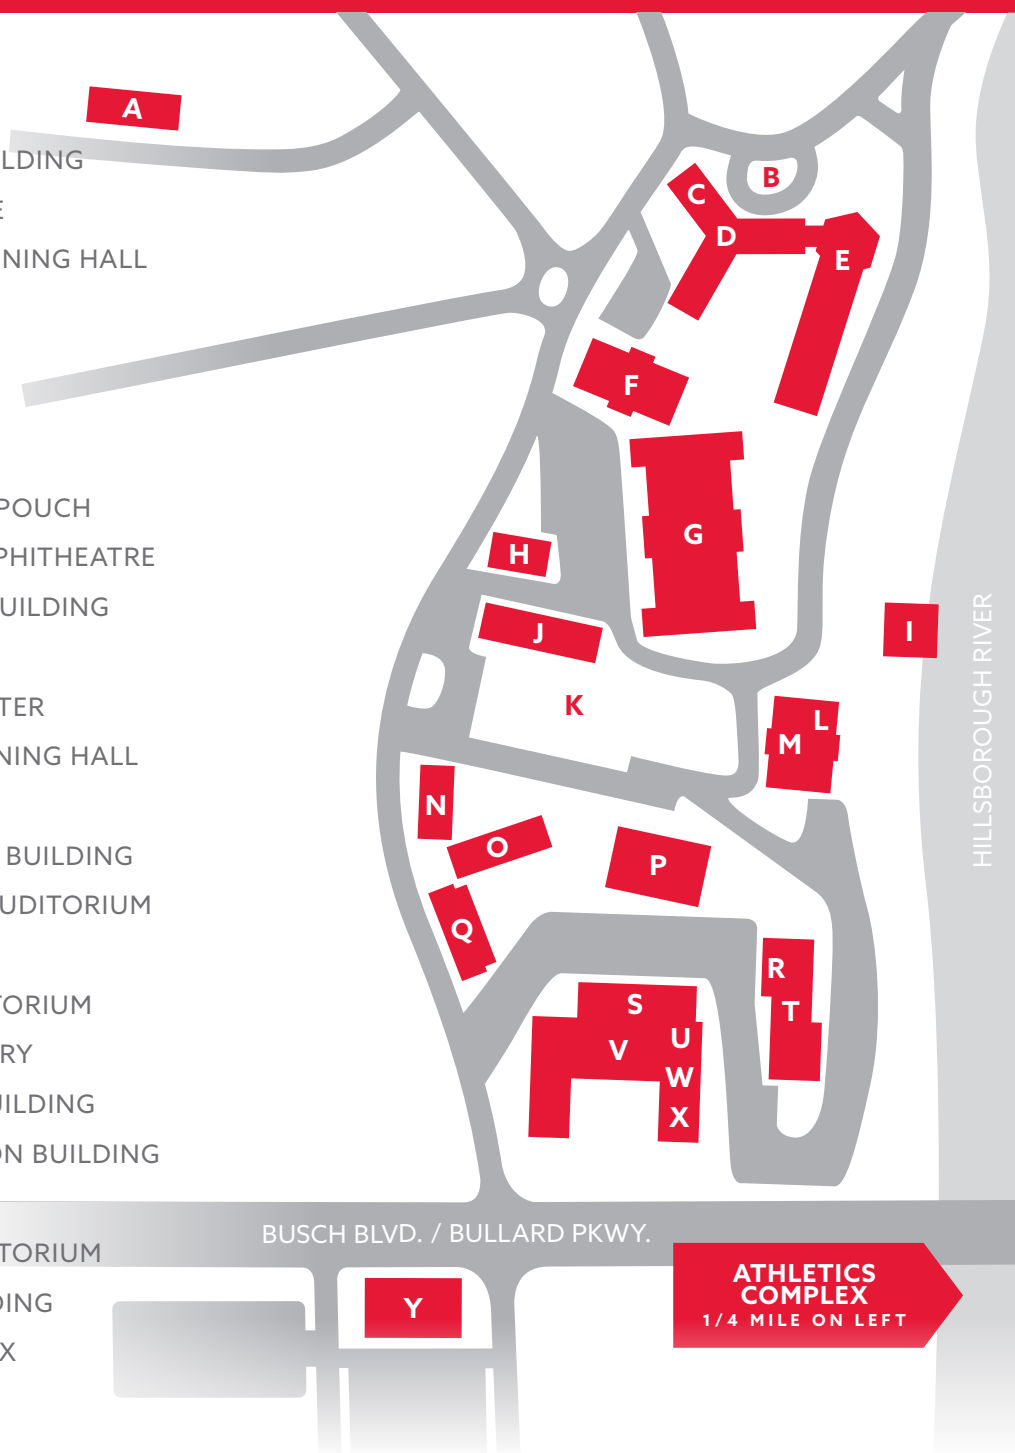 A
LDING
E
NING HALL
POUCH
PHITHEATRE
UILDING
TER
NING HALL
BUILDING
UDITORIUM
TORIUM
RY
UILDING
ON BUILDING
TORIUM
DING
X
B
C
D
E
F
G
H
I
J
K
L
M
N
O
P
Q
R
S
T
U
V
W
X
HILLSBOROUGH RIVER
BUSCH BLVD. / BULLARD PKWY.
Y
ATHLETICS
COMPLEX
1/4 MILE ON LEFT